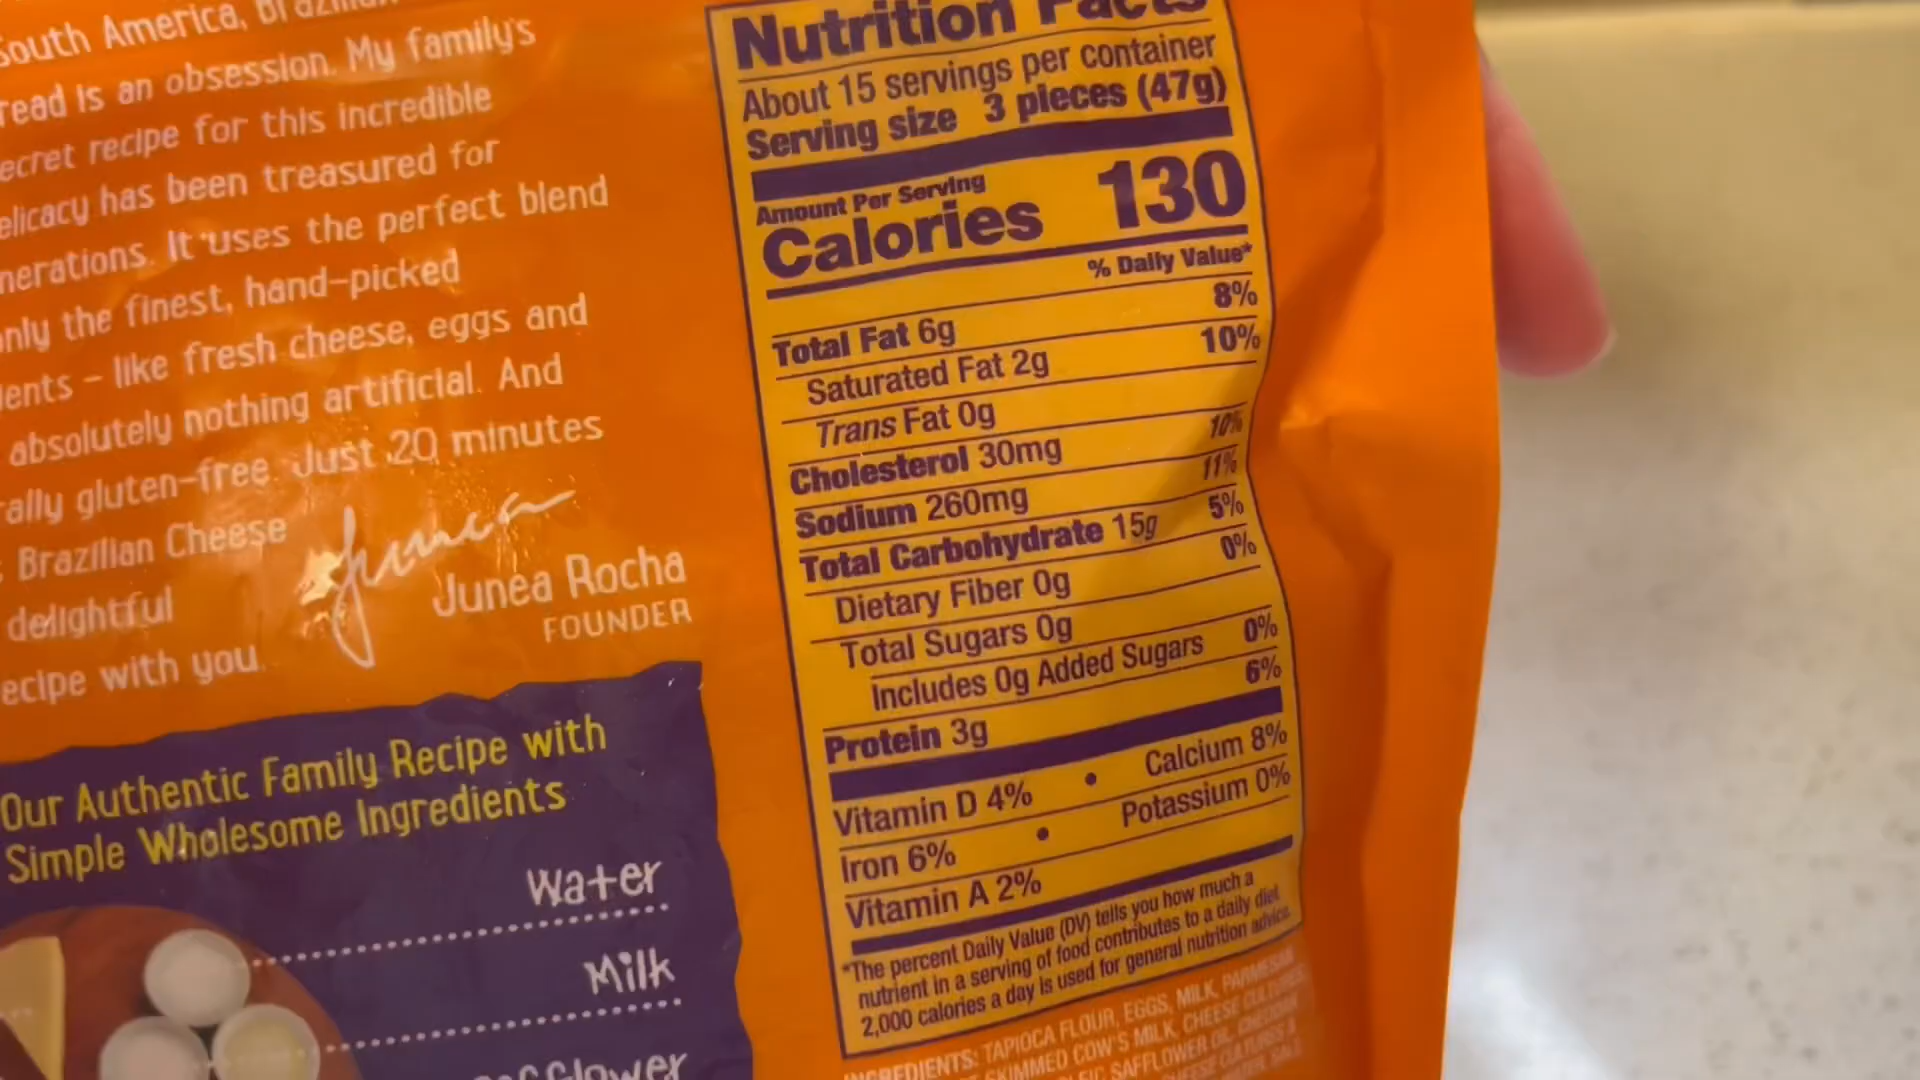 South America,
read is an obsession. My family's
ecret recipe for this incredible
elicacy has been treasured for
nerations. It uses the perfect blend
only the finest, hand-picked
ients – like fresh cheese, eggs and
absolutely nothing artificial. And
rally gluten-free. Just 20 minutes
Brazilian Cheese
delightful
ecipe with you.
Junea Rocha
FOUNDER
Our Authentic Family Recipe with
Simple Wholesome Ingredients
Water
Milk
Nutrition Facts
About 15 servings per container
Serving size 3 pieces (47g)
Amount Per Serving
Calories 130
% Daily Value*
Total Fat 6g 8%
Saturated Fat 2g 10%
Trans Fat 0g
Cholesterol 30mg 10%
Sodium 260mg 11%
Total Carbohydrate 15g 5%
Dietary Fiber 0g 0%
Total Sugars 0g
Includes 0g Added Sugars 0%
Protein 3g 6%
Vitamin D 4% • Calcium 8%
Iron 6% • Potassium 0%
Vitamin A 2%
*The percent Daily Value (DV) tells you how much a
nutrient in a serving of food contributes to a daily diet.
2,000 calories a day is used for general nutrition advice.
INGREDIENTS: TAPIOCA FLOUR, EGGS, MILK, PARMESAN
SKIMMED COW'S MILK, CHEESE CULTURES
SAFFLOWER OIL, CHEDDAR
CHEESE CULTURES